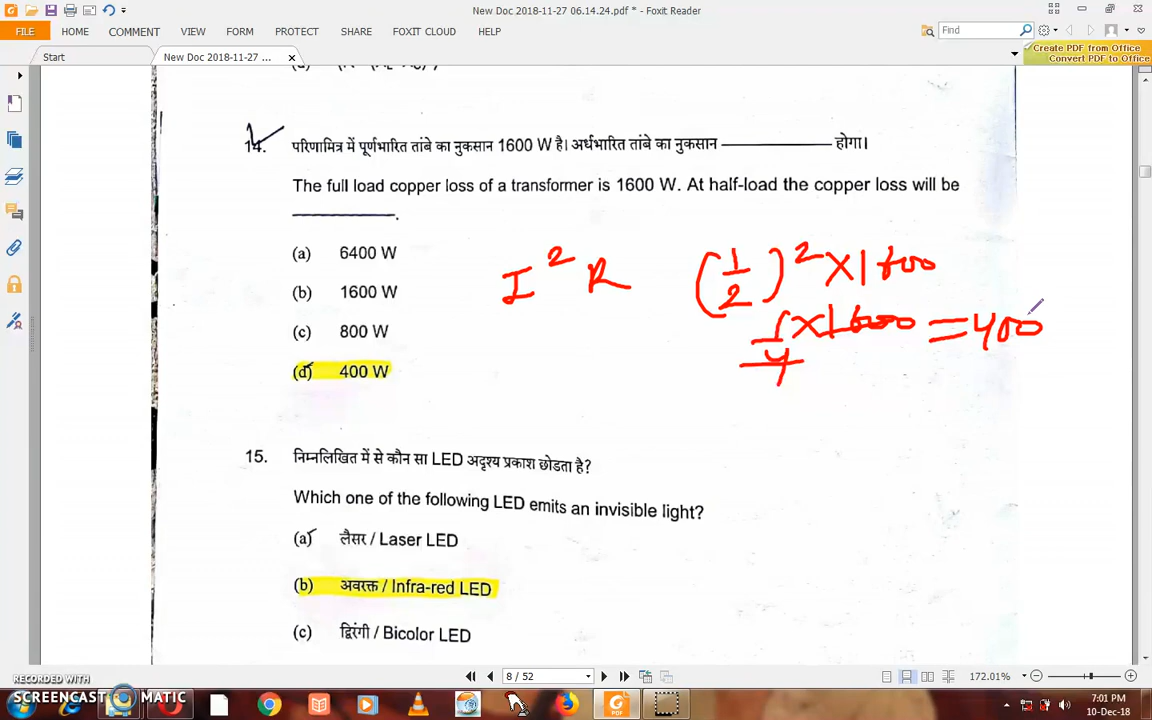 New Doc 2018-11-27 06.14.24.pdf * - Foxit Reader
FILE HOME COMMENT VIEW FORM PROTECT SHARE FOXIT CLOUD HELP Find
Start New Doc 2018-11-27 ... Create PDF from Office
Convert PDF to Office
14. परिणामित्र में पूर्णभारित तांबे का नुकसान 1600 W है। अर्धभारित तांबे का नुकसान ____________ होगा।
The full load copper loss of a transformer is 1600 W. At half-load the copper loss will be
____________.
(a) 6400 W
(b) 1600 W
(c) 800 W
(d) 400 W
I² R
(1/2)² × 1600
1/4 × 1600 = 400
15. निम्नलिखित में से कौन सा LED अदृश्य प्रकाश छोडता है?
Which one of the following LED emits an invisible light?
(a) लैसर / Laser LED
(b) अवरक्त / Infra-red LED
(c) द्विरंगी / Bicolor LED
8 / 52 172.01%
RECORDED WITH
SCREENCAST MATIC
7:01 PM
10-Dec-18